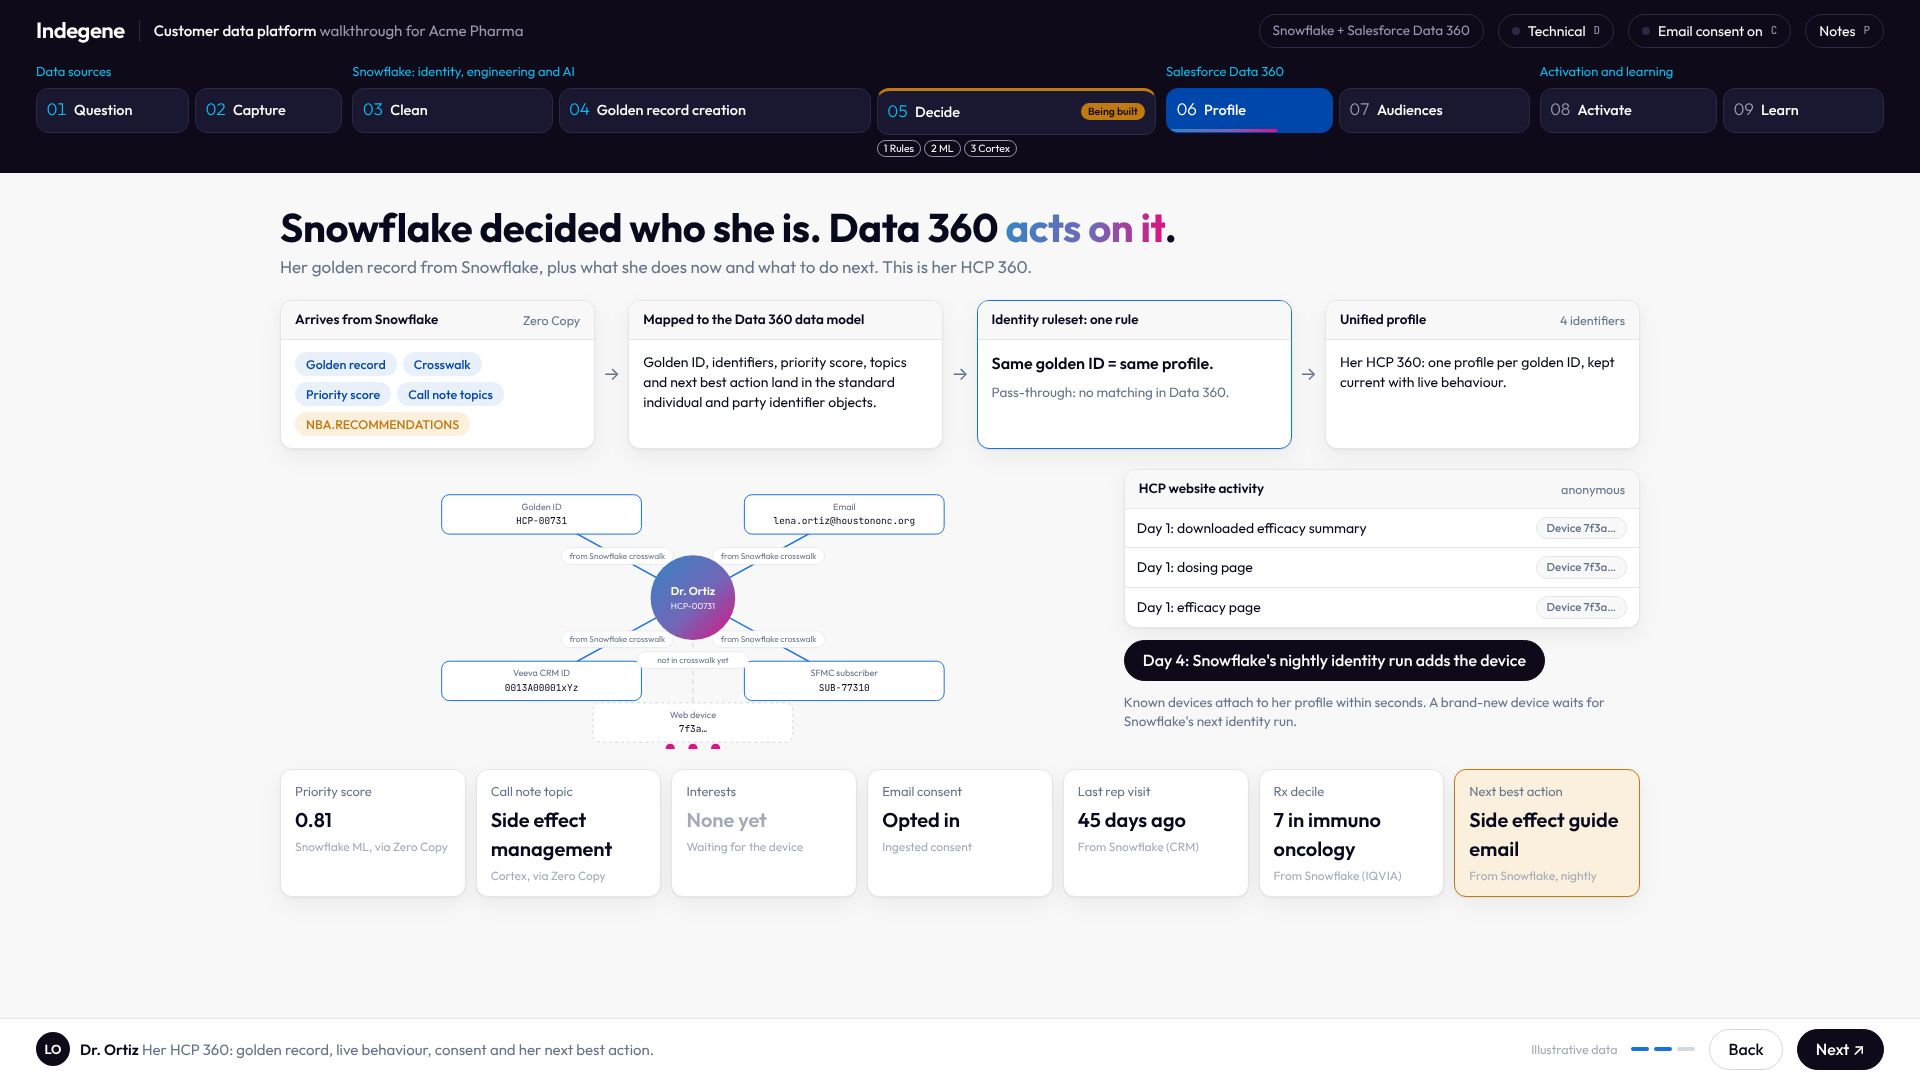 Indegene
Customer data platform walkthrough for Acme Pharma
Snowflake + Salesforce Data 360
Technical D
Email consent on C
Notes P
Data sources
Snowflake: identity, engineering and AI
Salesforce Data 360
Activation and learning
01 Question
02 Capture
03 Clean
04 Golden record creation
05 Decide
Being built
06 Profile
07 Audiences
08 Activate
09 Learn
1 Rules
2 ML
3 Cortex
Snowflake decided who she is. Data 360 acts on it.
Her golden record from Snowflake, plus what she does now and what to do next. This is her HCP 360.
Arrives from Snowflake
Zero Copy
Golden record
Crosswalk
Priority score
Call note topics
NBA.RECOMMENDATIONS
→
Mapped to the Data 360 data model
Golden ID, identifiers, priority score, topics
and next best action land in the standard
individual and party identifier objects.
→
Identity ruleset: one rule
Same golden ID = same profile.
Pass-through: no matching in Data 360.
→
Unified profile
4 identifiers
Her HCP 360: one profile per golden ID, kept
current with live behaviour.
Golden ID
HCP-00731
Email
lena.ortiz@houstononc.org
from Snowflake crosswalk
from Snowflake crosswalk
Dr. Ortiz
HCP-00731
from Snowflake crosswalk
from Snowflake crosswalk
not in crosswalk yet
Veeva CRM ID
0013A00001xYz
SFMC subscriber
SUB-77310
Web device
7f3a…
HCP website activity
anonymous
Day 1: downloaded efficacy summary
Device 7f3a…
Day 1: dosing page
Device 7f3a…
Day 1: efficacy page
Device 7f3a…
Day 4: Snowflake's nightly identity run adds the device
Known devices attach to her profile within seconds. A brand-new device waits for
Snowflake's next identity run.
Priority score
0.81
Snowflake ML, via Zero Copy
Call note topic
Side effect
management
Cortex, via Zero Copy
Interests
None yet
Waiting for the device
Email consent
Opted in
Ingested consent
Last rep visit
45 days ago
From Snowflake (CRM)
Rx decile
7 in immuno
oncology
From Snowflake (IQVIA)
Next best action
Side effect guide
email
From Snowflake, nightly
LO
Dr. Ortiz Her HCP 360: golden record, live behaviour, consent and her next best action.
Illustrative data
Back
Next ↗